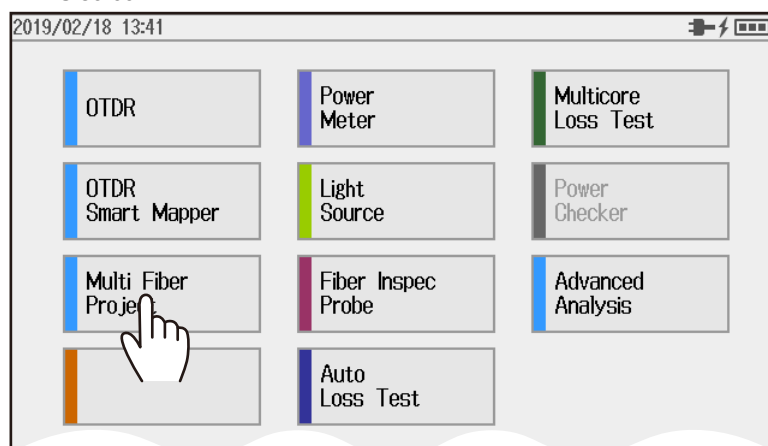 2019/02/18 13:41
OTDR
Power
Meter
Multicore
Loss Test
OTDR
Smart Mapper
Light
Source
Power
Checker
Multi Fiber
Project
Fiber Inspec
Probe
Advanced
Analysis
Auto
Loss Test